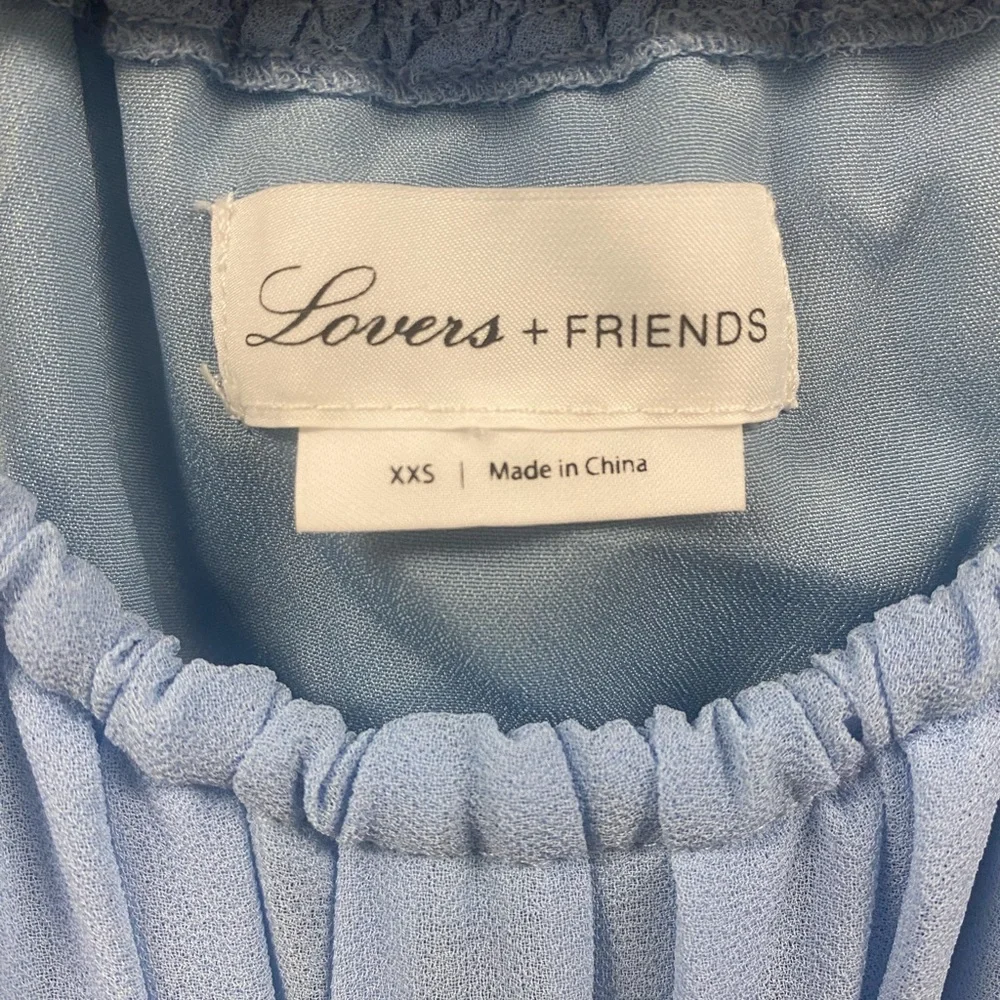 Lovers + FRIENDS
XXS | Made in China